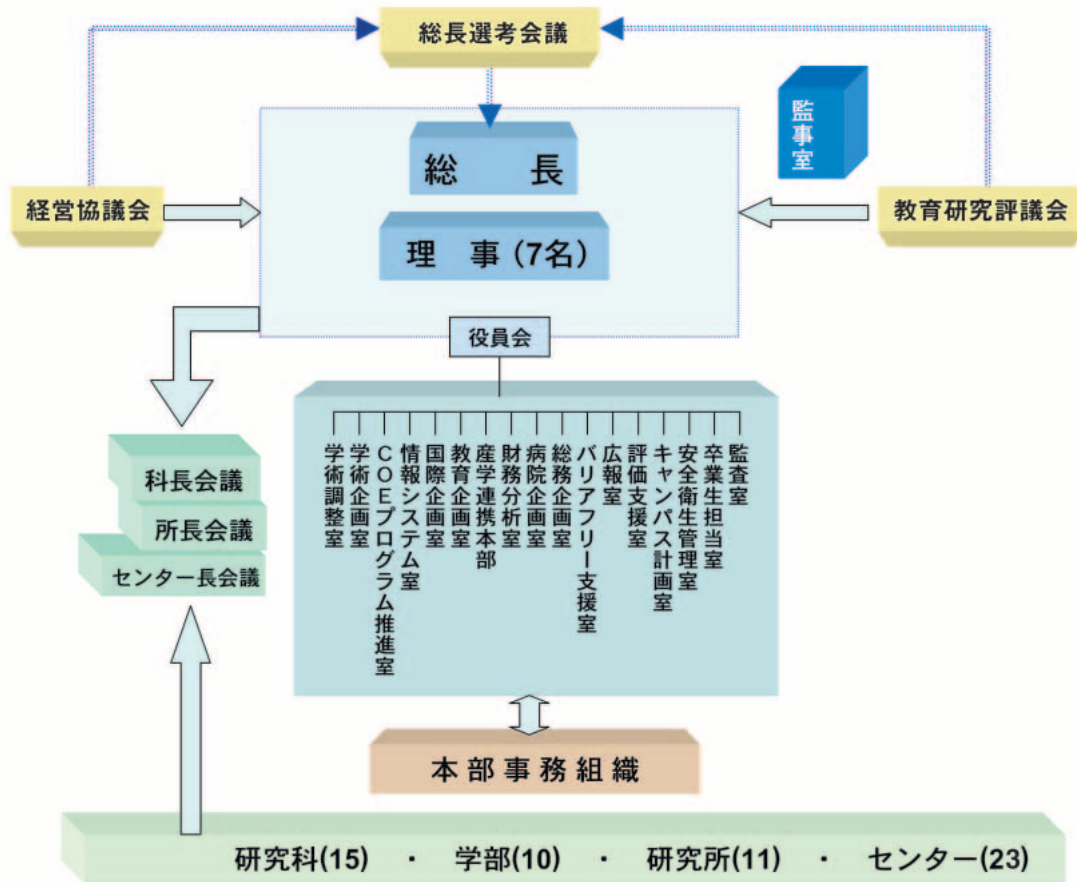 総長選考会議
監事室
総 長
経営協議会
教育研究評議会
理 事 (7名)
役員会
学術調整室
学術企画室
COEプログラム推進室
情報システム室
国際企画室
教育企画室
産学連携本部
財務分析室
病院企画室
総務企画室
バリアフリー支援室
広報室
評価支援室
キャンパス計画室
安全衛生管理室
卒業生担当室
監査室
科長会議
所長会議
センター長会議
本部事務組織
研究科(15) ・ 学部(10) ・ 研究所(11) ・ センター(23)